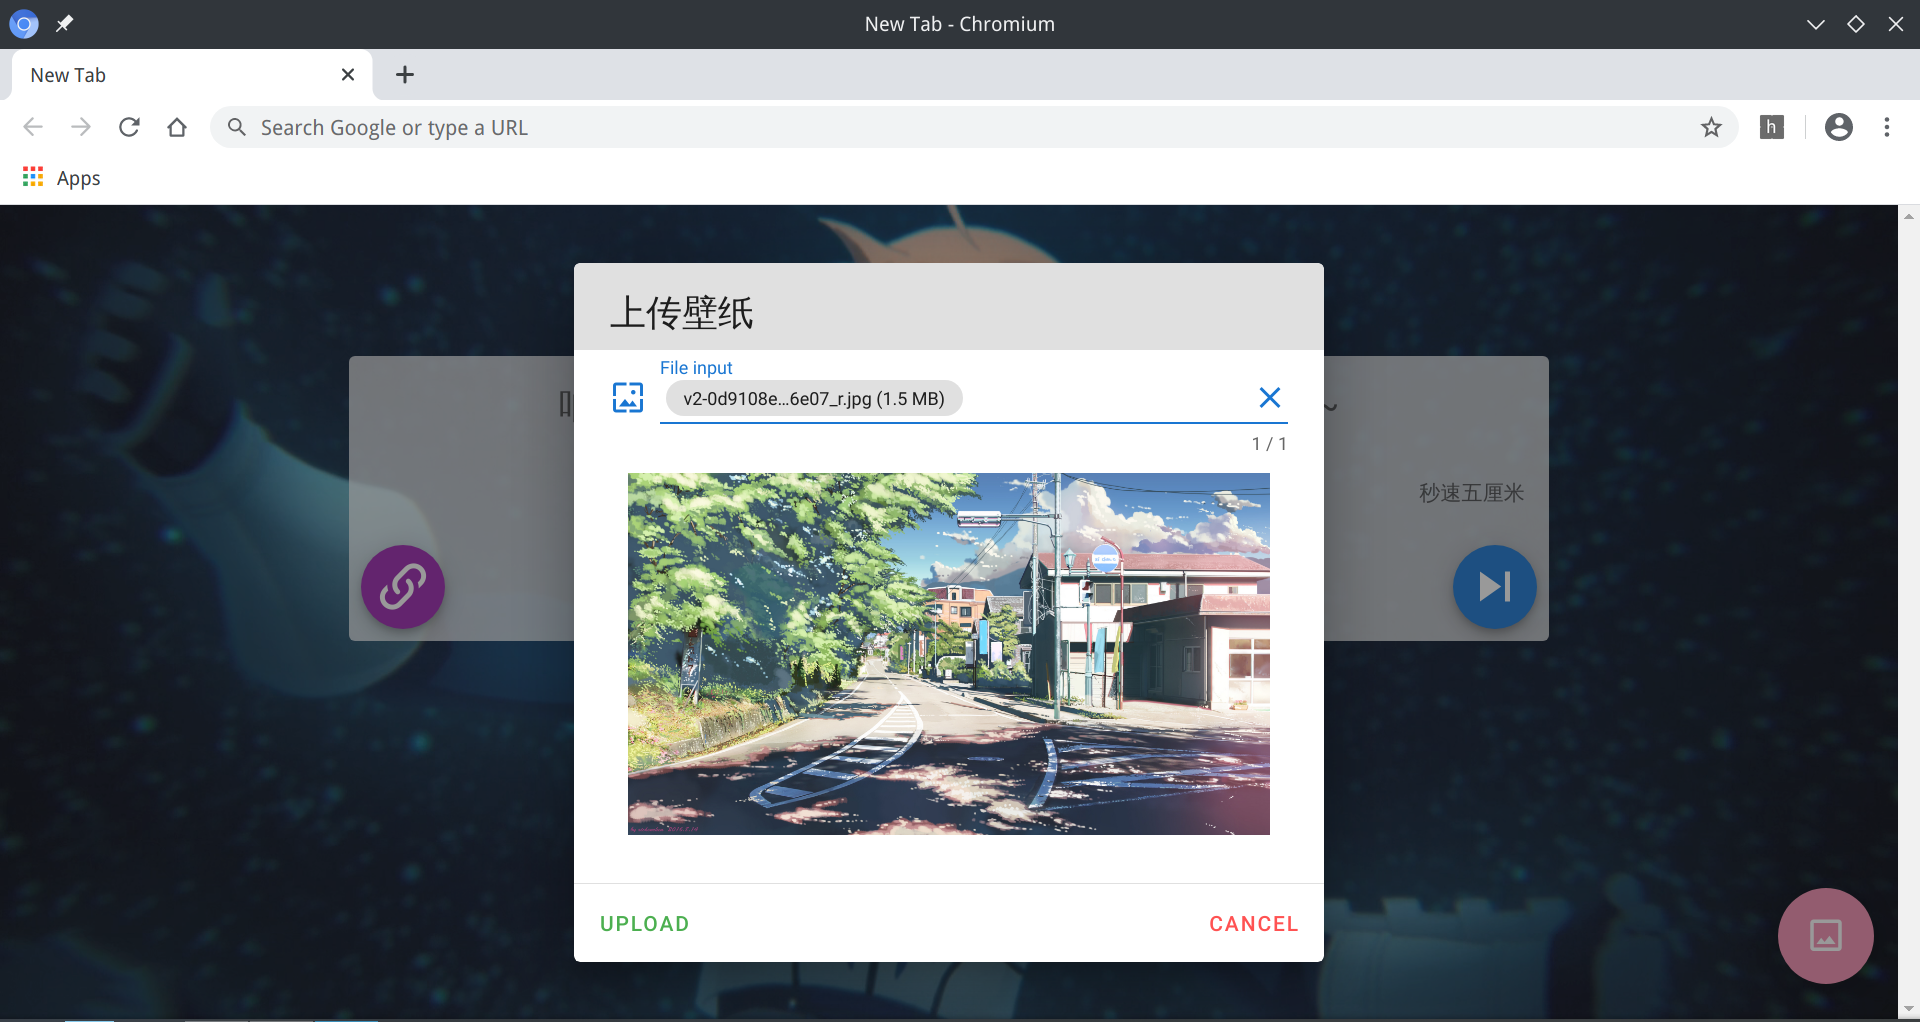 New Tab - Chromium
New Tab
Search Google or type a URL
h
Apps
上传壁纸
File input
v2-0d9108e...6e07_r.jpg (1.5 MB)
1 / 1
秒速五厘米
UPLOAD
CANCEL